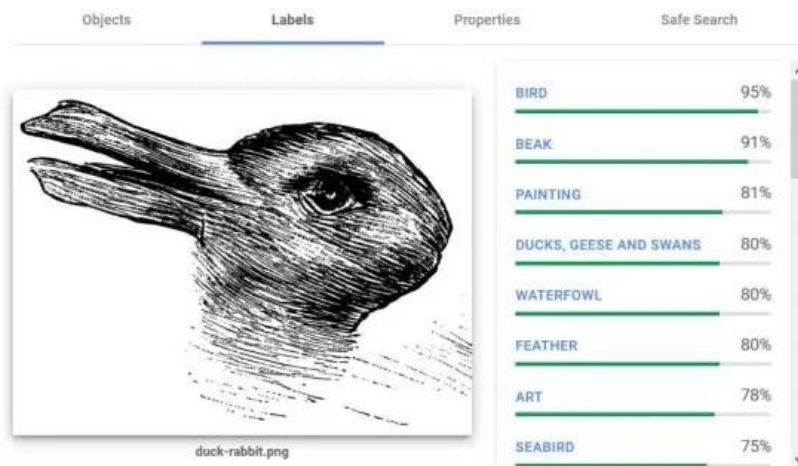 Objects Labels Properties Safe Search
BIRD 95%
BEAK 91%
PAINTING 81%
DUCKS, GEESE AND SWANS 80%
WATERFOWL 80%
FEATHER 80%
ART 78%
SEABIRD 75%
duck-rabbit.png